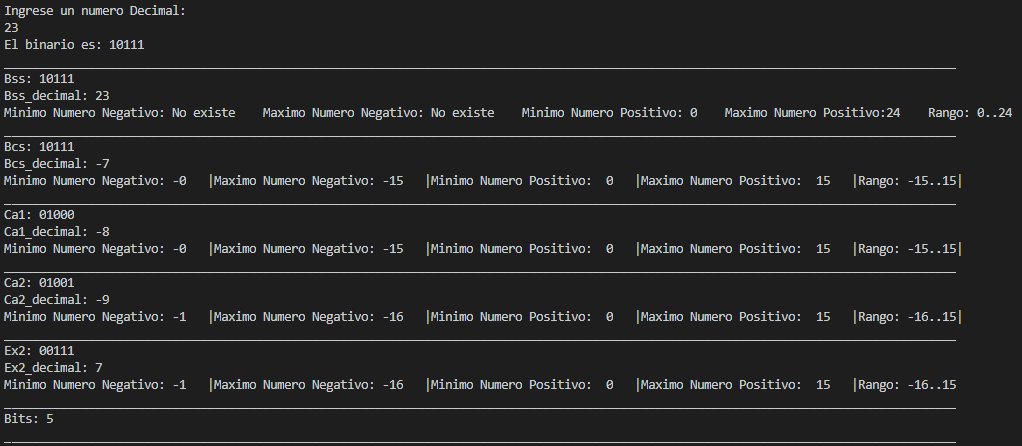 Ingrese un numero Decimal:
23
El binario es: 10111
Bss: 10111
Bss_decimal: 23
Minimo Numero Negativo: No existe    Maximo Numero Negativo: No existe    Minimo Numero Positivo: 0    Maximo Numero Positivo:24    Rango: 0..24
Bcs: 10111
Bcs_decimal: -7
Minimo Numero Negativo: -0   |Maximo Numero Negativo: -15   |Minimo Numero Positivo:  0   |Maximo Numero Positivo:  15   |Rango: -15..15|
Ca1: 01000
Ca1_decimal: -8
Minimo Numero Negativo: -0   |Maximo Numero Negativo: -15   |Minimo Numero Positivo:  0   |Maximo Numero Positivo:  15   |Rango: -15..15|
Ca2: 01001
Ca2_decimal: -9
Minimo Numero Negativo: -1   |Maximo Numero Negativo: -16   |Minimo Numero Positivo:  0   |Maximo Numero Positivo:  15   |Rango: -16..15|
Ex2: 00111
Ex2_decimal: 7
Minimo Numero Negativo: -1   |Maximo Numero Negativo: -16   |Minimo Numero Positivo:  0   |Maximo Numero Positivo:  15   |Rango: -16..15
Bits: 5